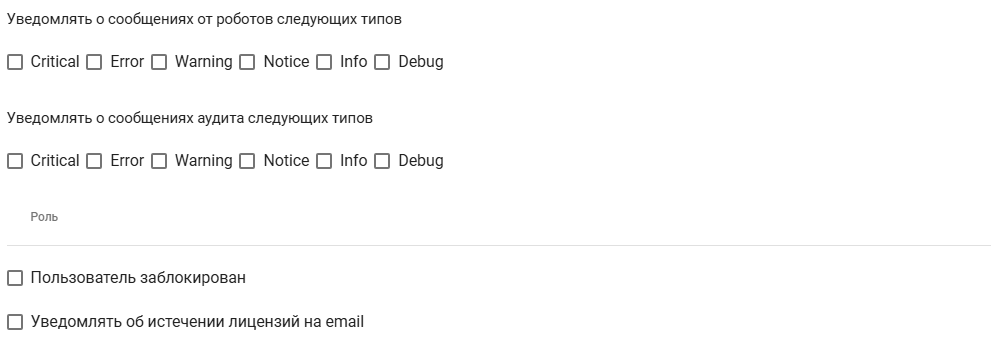 Уведомлять о сообщениях от роботов следующих типов
Critical Error Warning Notice Info Debug
Уведомлять о сообщениях аудита следующих типов
Critical Error Warning Notice Info Debug
Роль
Пользователь заблокирован
Уведомлять об истечении лицензий на email